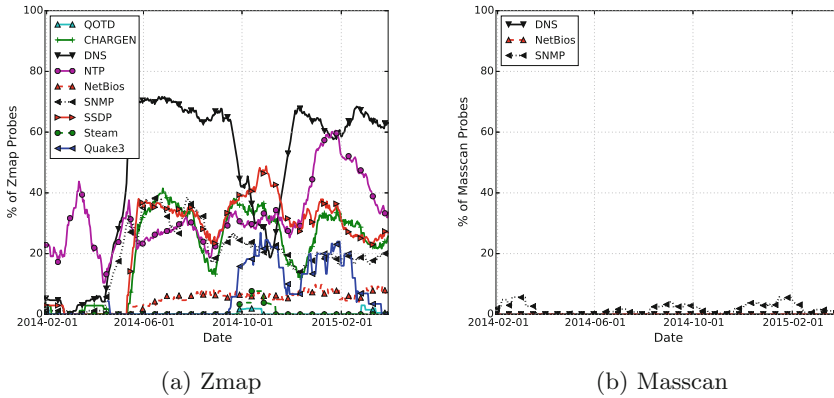 100
80
60
40
20
0
% of Zmap Probes
QOTD
CHARGEN
DNS
NTP
NetBios
SNMP
SSDP
Steam
Quake3
2014-02-01
2014-06-01
2014-10-01
2015-02-01
Date
(a) Zmap
100
80
60
40
20
0
% of Masscan Probes
DNS
NetBios
SNMP
2014-02-01
2014-06-01
2014-10-01
2015-02-01
Date
(b) Masscan